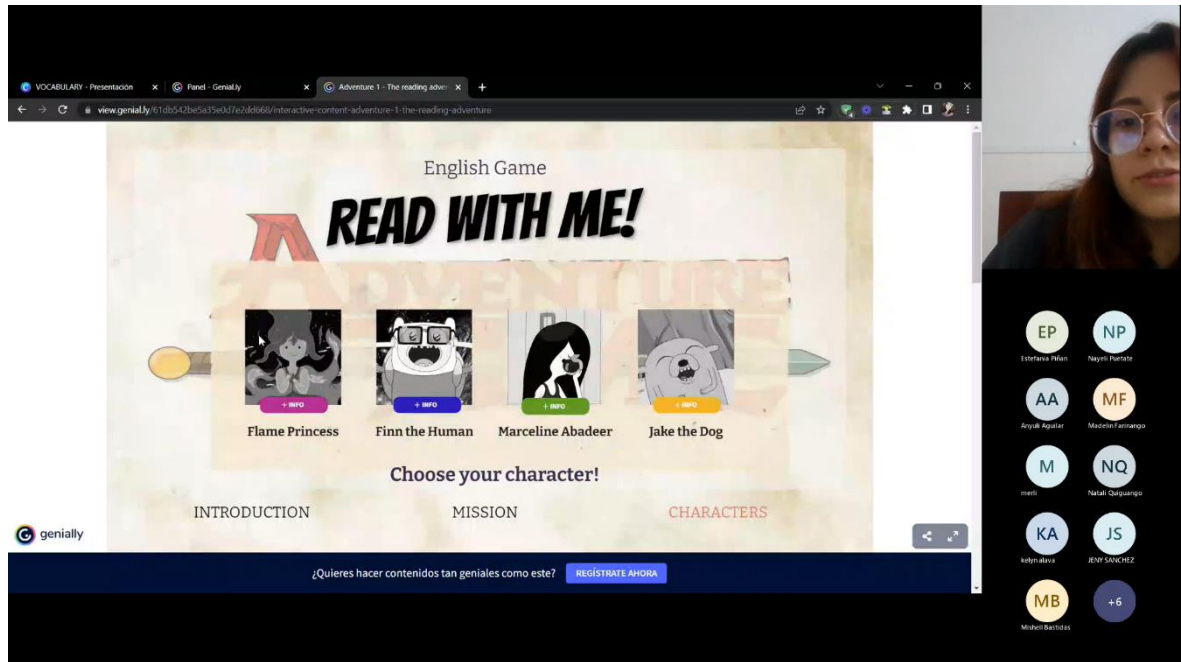 VOCABULARY - Presentación
Panel - Genial.ly
Adventure 1 - The reading adver
view.genial.ly/61db542be5a35e0d7e2dd668/interactive-content-adventure-1-the-reading-adventure
English Game
READ WITH ME!
ADVENTURE
TIME
+ INFO
+ INFO
+ INFO
+ INFO
Flame Princess
Finn the Human
Marceline Abadeer
Jake the Dog
Choose your character!
INTRODUCTION
MISSION
CHARACTERS
genially
¿Quieres hacer contenidos tan geniales como este?
REGÍSTRATE AHORA
EP
NP
Estefania Piñan
Nayeli Puetate
AA
MF
Anyuli Aguilar
Madelin Farinango
M
NQ
merli
Natali Quiguango
KA
JS
kelyn alava
JENY SANCHEZ
MB
+6
Misheli Bastidas